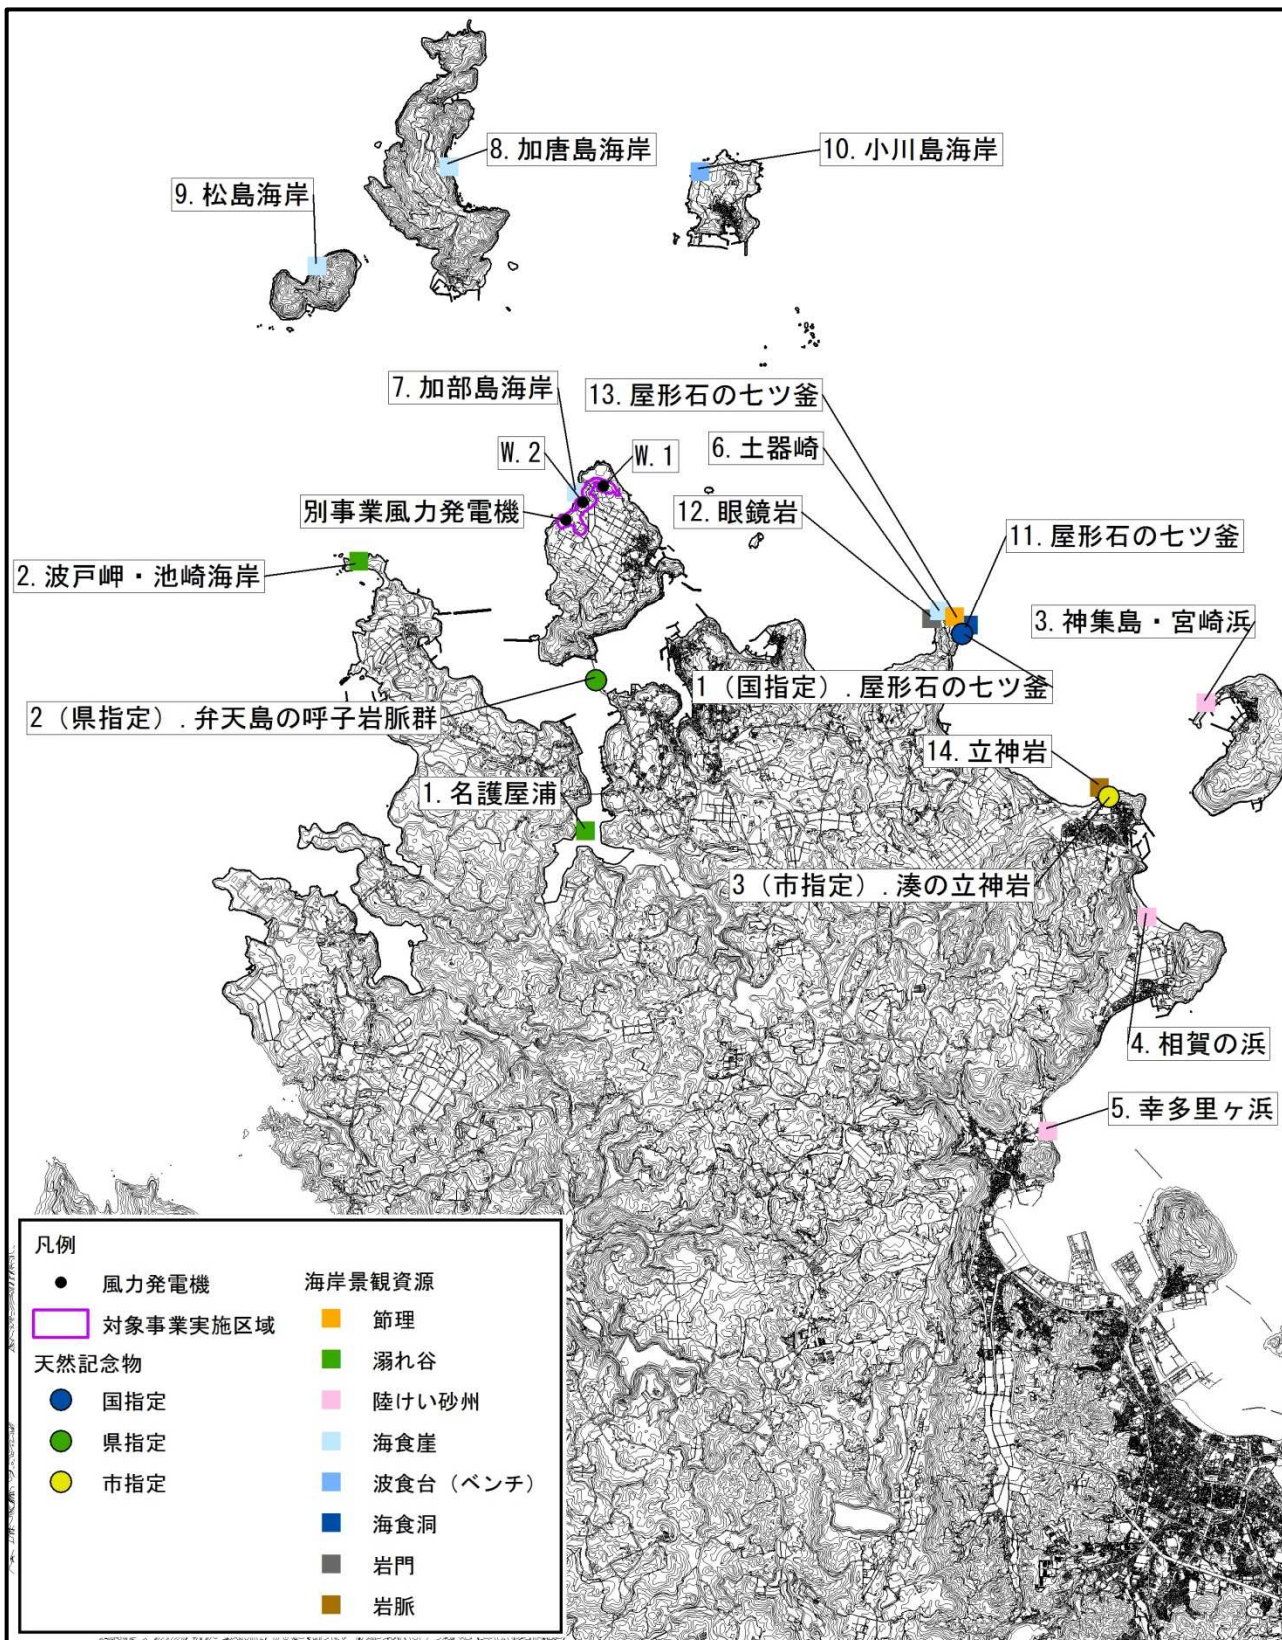 8.加唐島海岸
10.小川島海岸
9.松島海岸
7.加部島海岸
13.屋形石の七ツ釜
W.2
W.1
6.土器崎
別事業風力発電機
12.眼鏡岩
11.屋形石の七ツ釜
2.波戸岬・池崎海岸
3.神集島・宮崎浜
1(国指定).屋形石の七ツ釜
2(県指定).弁天島の呼子岩脈群
14.立神岩
1.名護屋浦
3(市指定).湊の立神岩
4.相賀の浜
5.幸多里ヶ浜
凡例
風力発電機
対象事業実施区域
天然記念物
国指定
県指定
市指定
海岸景観資源
節理
溺れ谷
陸けい砂州
海食崖
波食台(ベンチ)
海食洞
岩門
岩脈